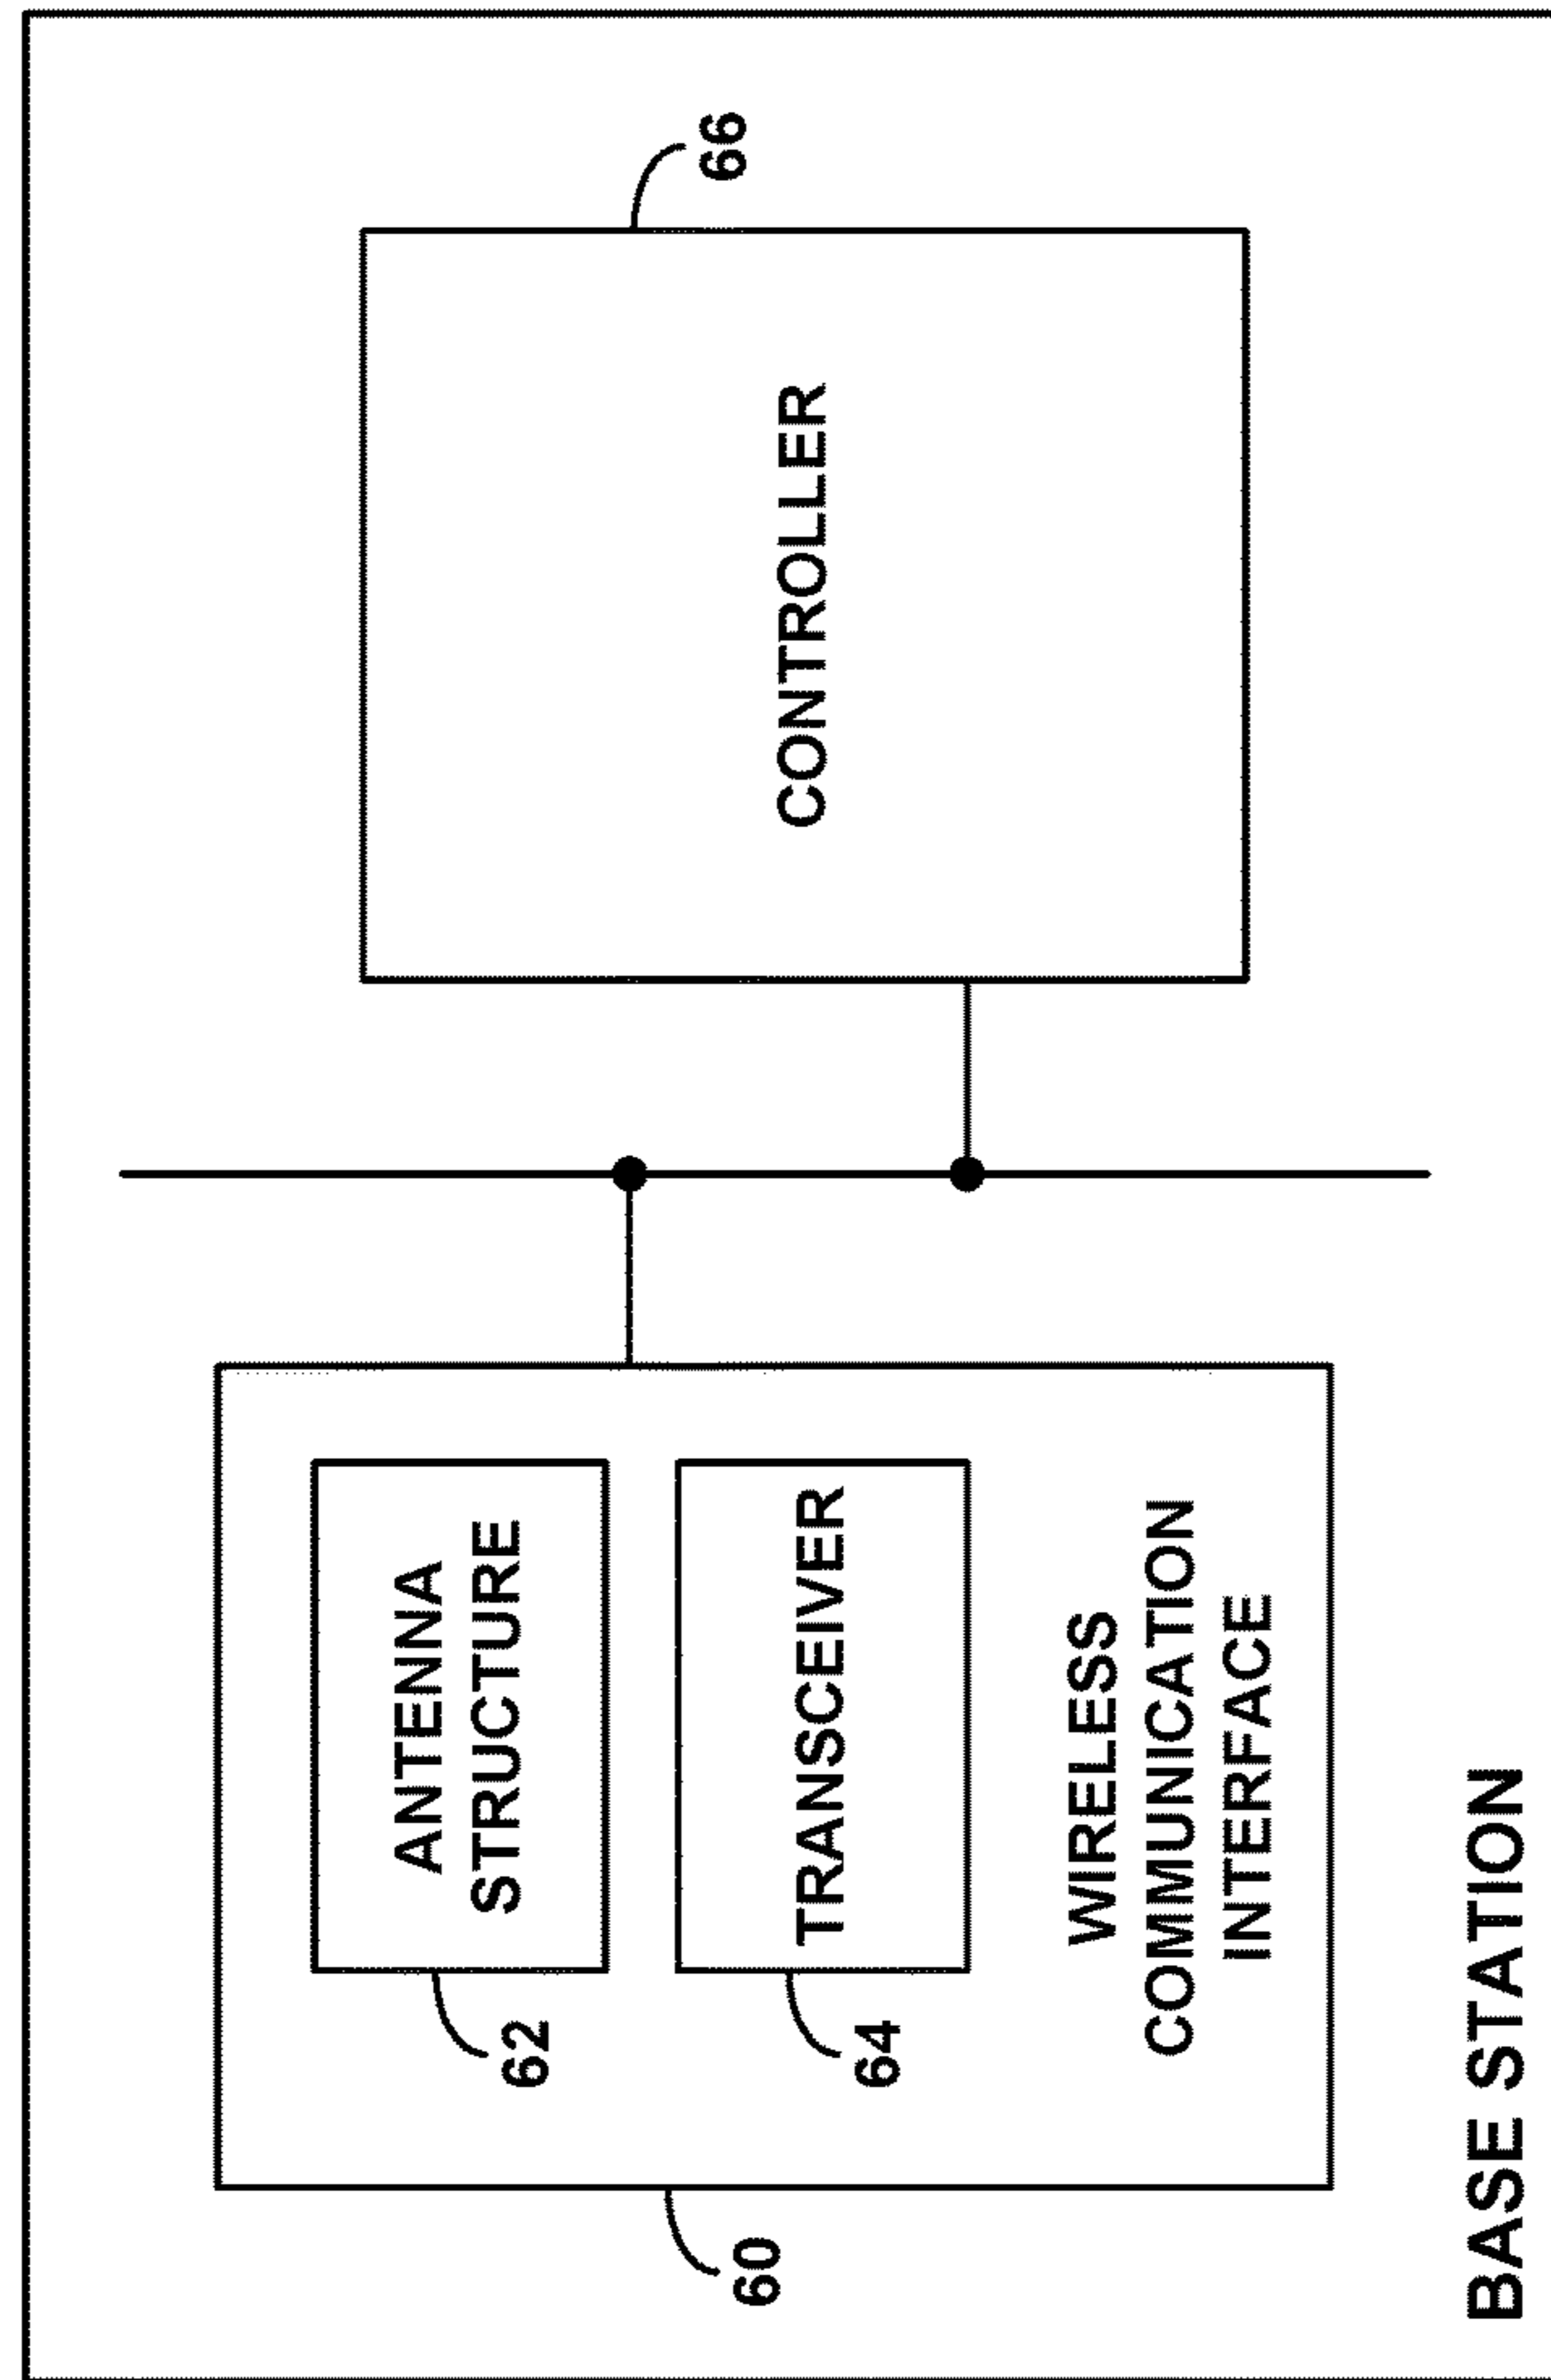 60
62
ANTENNA
STRUCTURE
64
TRANSCEIVER
WIRELESS
COMMUNICATION
INTERFACE
66
CONTROLLER
BASE STATION